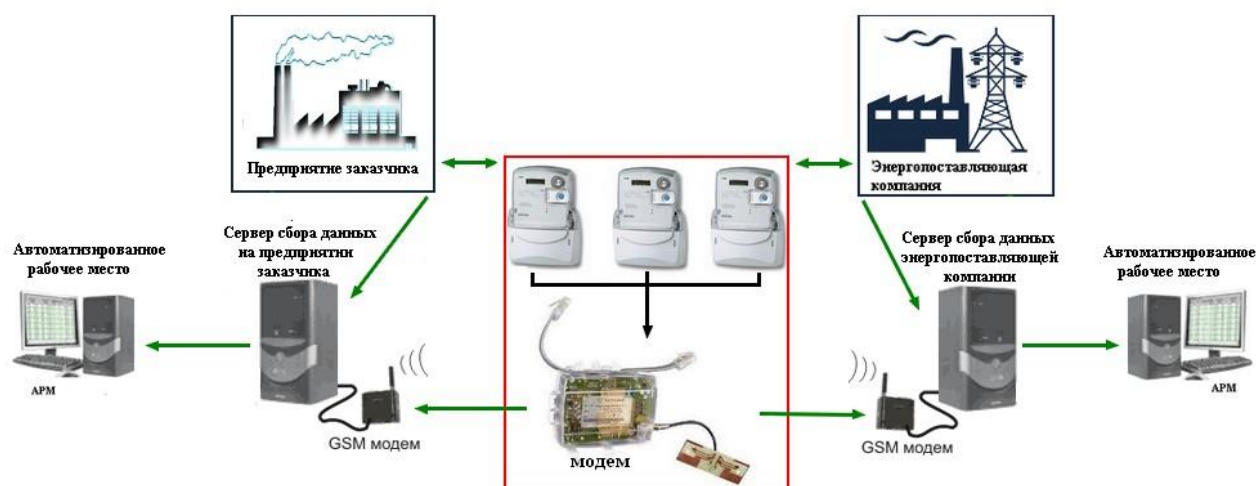 Предприятие заказчика
Энергопоставляющая
компания
Сервер сбора данных
на предприятии
заказчика
Автоматизированное
рабочее место
АРМ
GSM модем
модем
Сервер сбора данных
энергопоставляющей
компании
Автоматизированное
рабочее место
АРМ
GSM модем